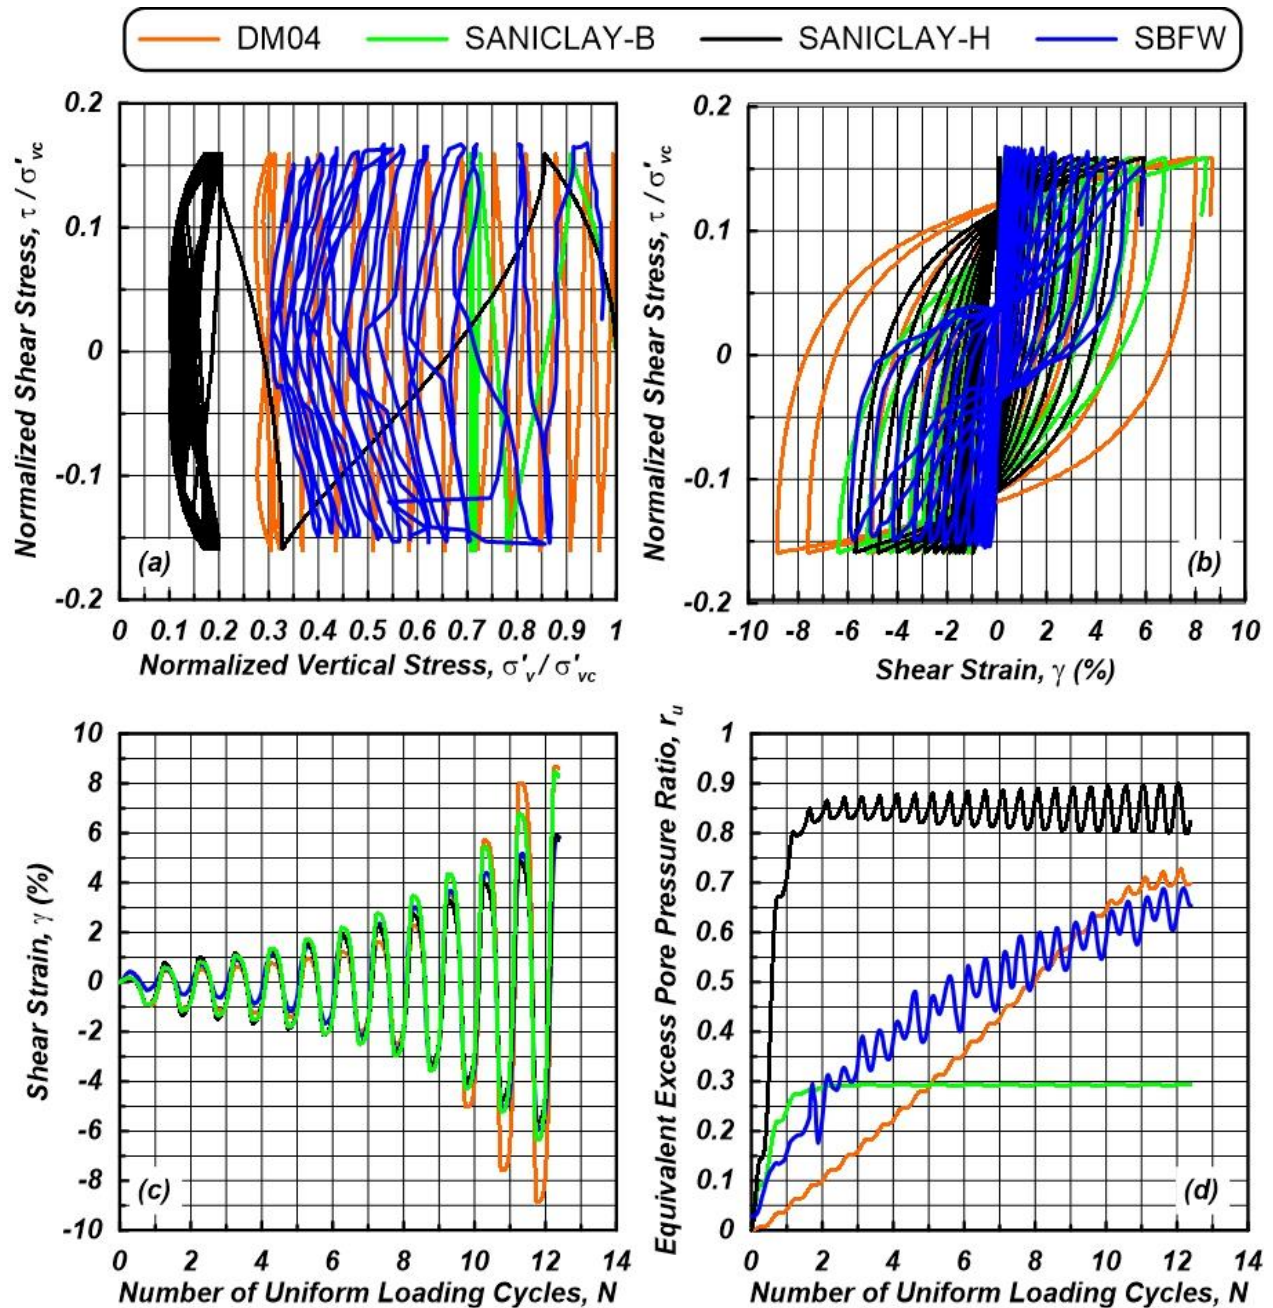 DM04 SANICLAY-B SANICLAY-H SBFW
Normalized Shear Stress, τ / σ'vc
0.2
0.1
0
-0.1
-0.2
(a)
0 0.1 0.2 0.3 0.4 0.5 0.6 0.7 0.8 0.9 1
Normalized Vertical Stress, σ'v / σ'vc
Normalized Shear Stress, τ / σ'vc
0.2
0.1
0
-0.1
-0.2
(b)
-10 -8 -6 -4 -2 0 2 4 6 8 10
Shear Strain, γ (%)
Shear Strain, γ (%)
10
8
6
4
2
0
-2
-4
-6
-8
-10
(c)
0 2 4 6 8 10 12 14
Number of Uniform Loading Cycles, N
Equivalent Excess Pore Pressure Ratio, ru
1
0.9
0.8
0.7
0.6
0.5
0.4
0.3
0.2
0.1
0
(d)
0 2 4 6 8 10 12 14
Number of Uniform Loading Cycles, N